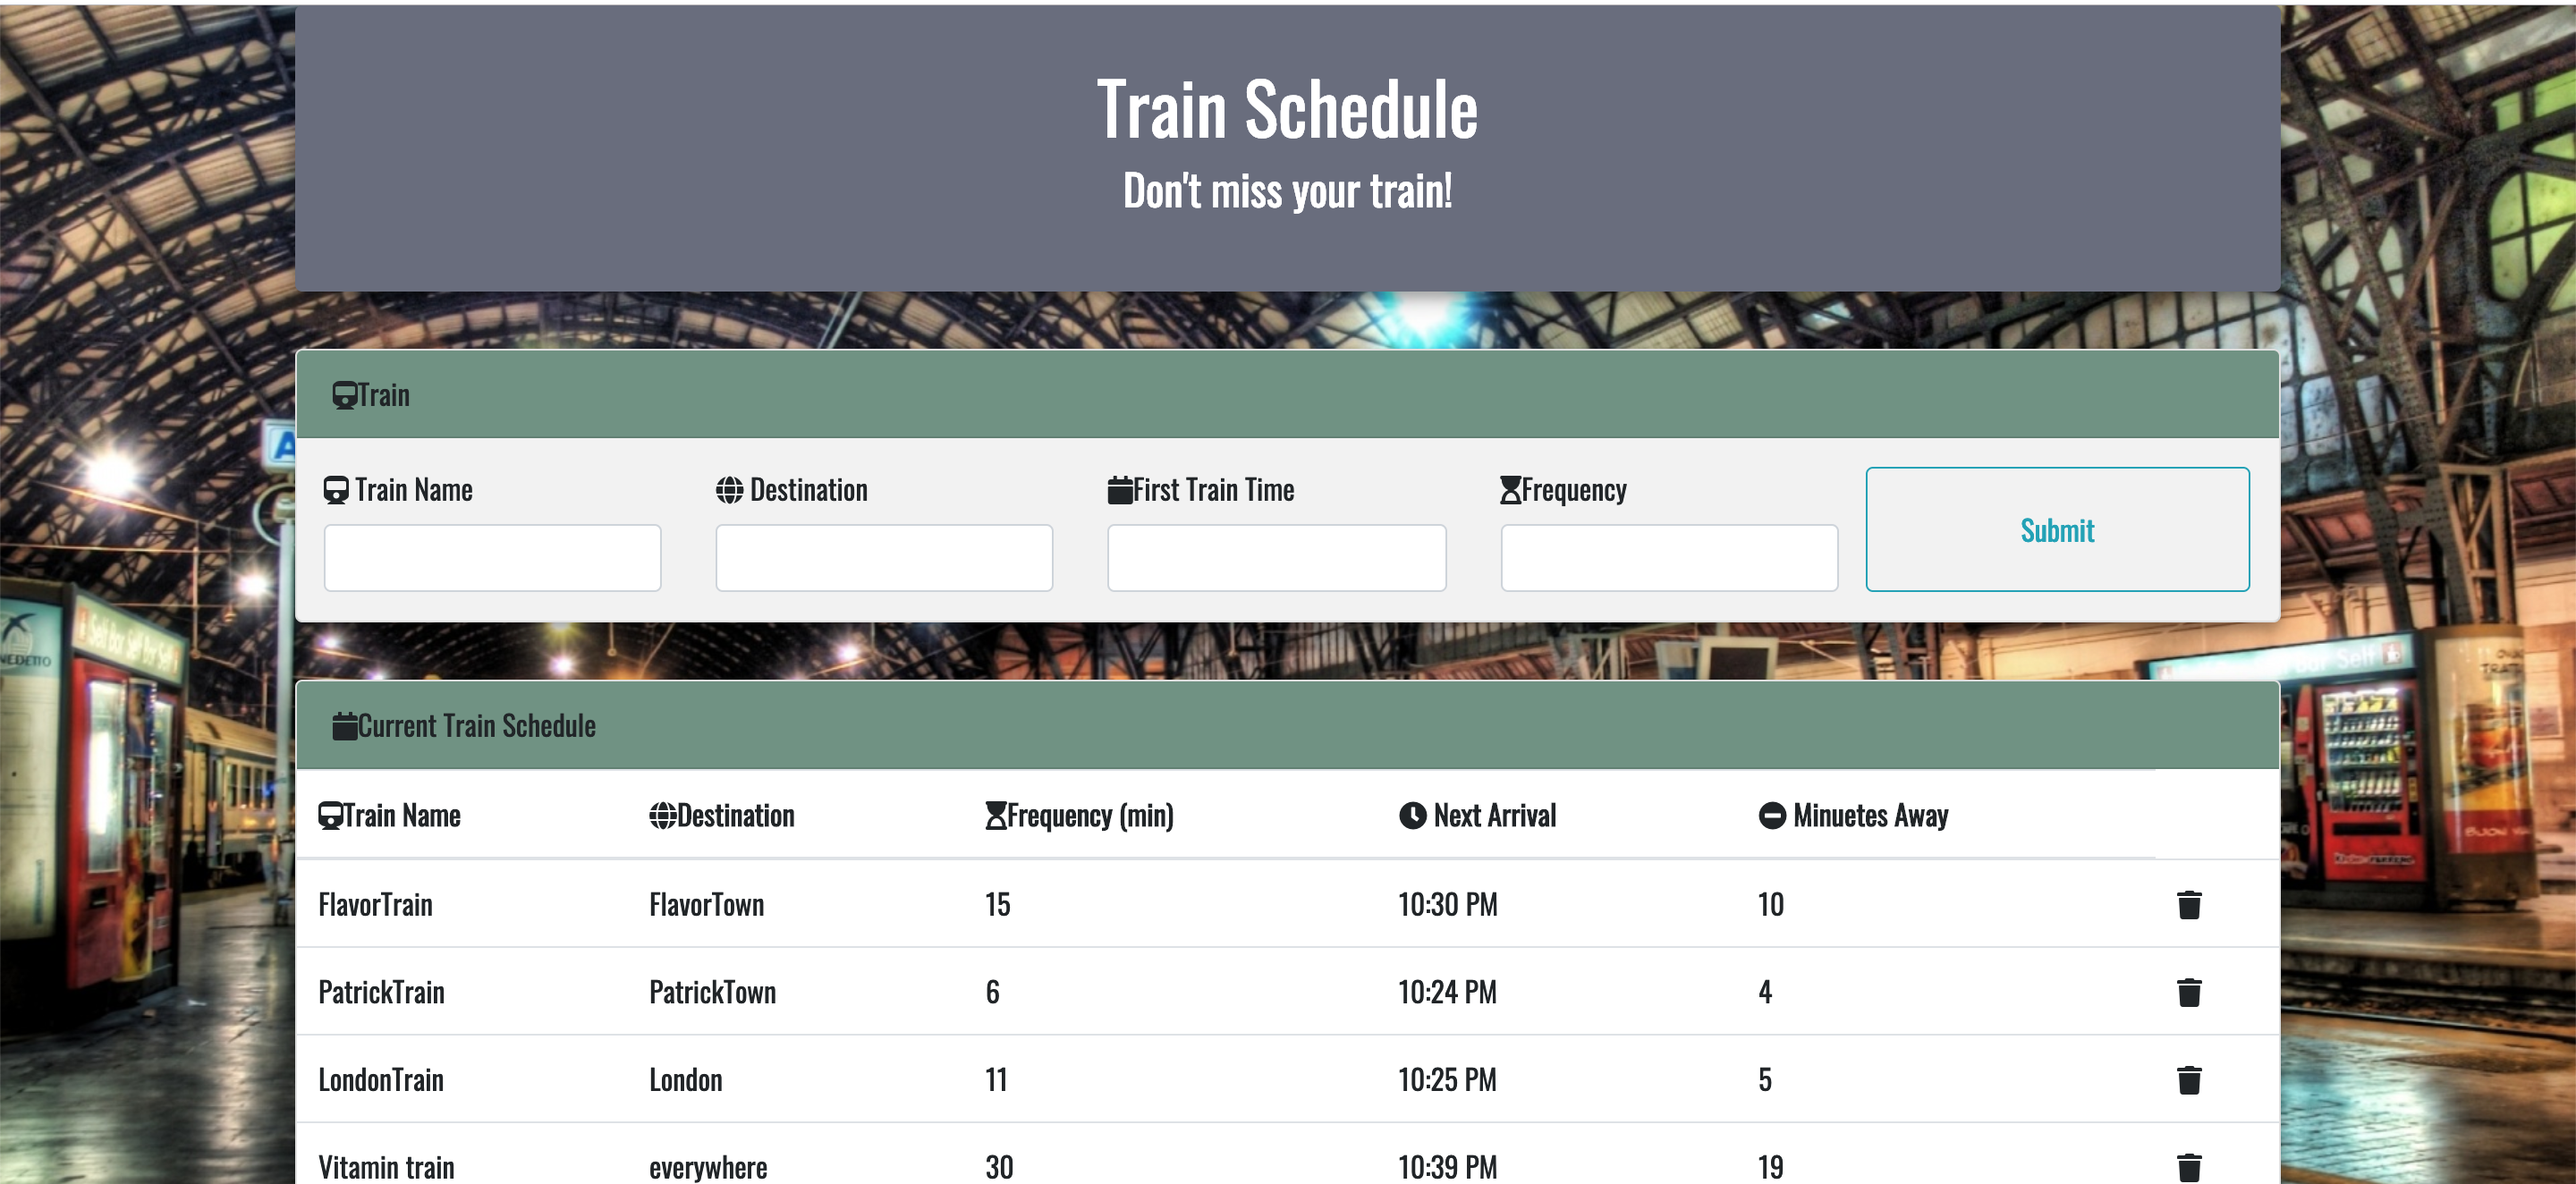 Train Schedule
Don't miss your train!
Train
Train Name Destination First Train Time Frequency Submit
Current Train Schedule
Train Name Destination Frequency (min) Next Arrival Minuetes Away
FlavorTrain FlavorTown 15 10:30 PM 10
PatrickTrain PatrickTown 6 10:24 PM 4
LondonTrain London 11 10:25 PM 5
Vitamin train everywhere 30 10:39 PM 19